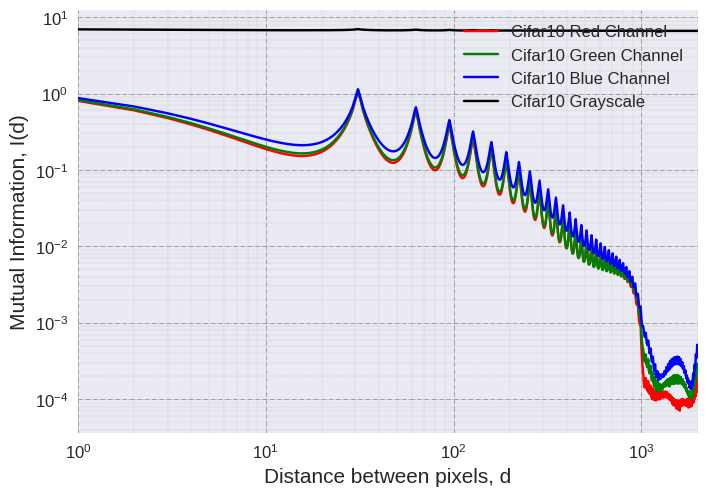 10¹
10⁰
10⁻¹
10⁻²
10⁻³
10⁻⁴
Mutual Information, I(d)
Cifar10 Red Channel
Cifar10 Green Channel
Cifar10 Blue Channel
Cifar10 Grayscale
10⁰ 10¹ 10² 10³
Distance between pixels, d